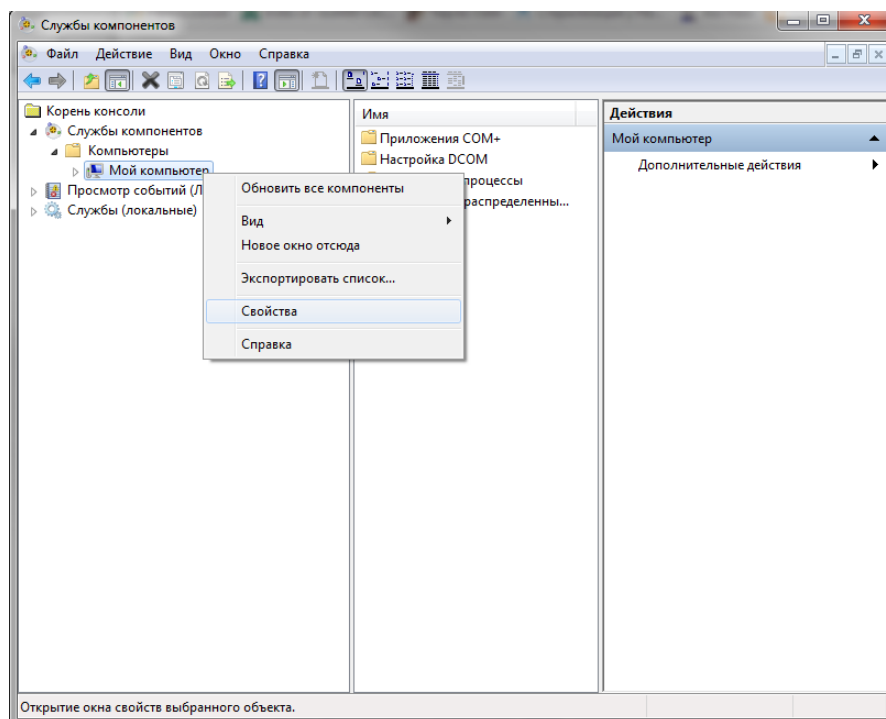 Службы компонентов
Файл Действие Вид Окно Справка
Корень консоли
Службы компонентов
Компьютеры
Мой компьютер
Просмотр событий (Л
Службы (локальные)
Обновить все компоненты
Вид
Новое окно отсюда
Экспортировать список...
Свойства
Справка
Имя
Приложения COM+
Настройка DCOM
процессы
распределенны...
Действия
Мой компьютер
Дополнительные действия
Открытие окна свойств выбранного объекта.